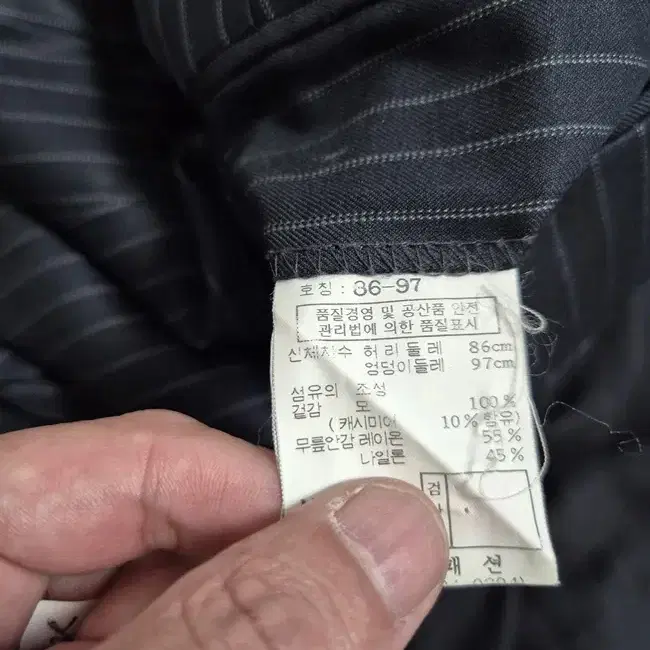 호칭 : 86-97
품질경영 및 공산품 안전
관리법에 의한 품질표시
신체치수 허리둘레 86cm
엉덩이둘레 97cm
섬유의 조성
겉감 모 100%
(캐시미어 10% 함유)
무릎안감 레이온 55%
나일론 45%
검
패션